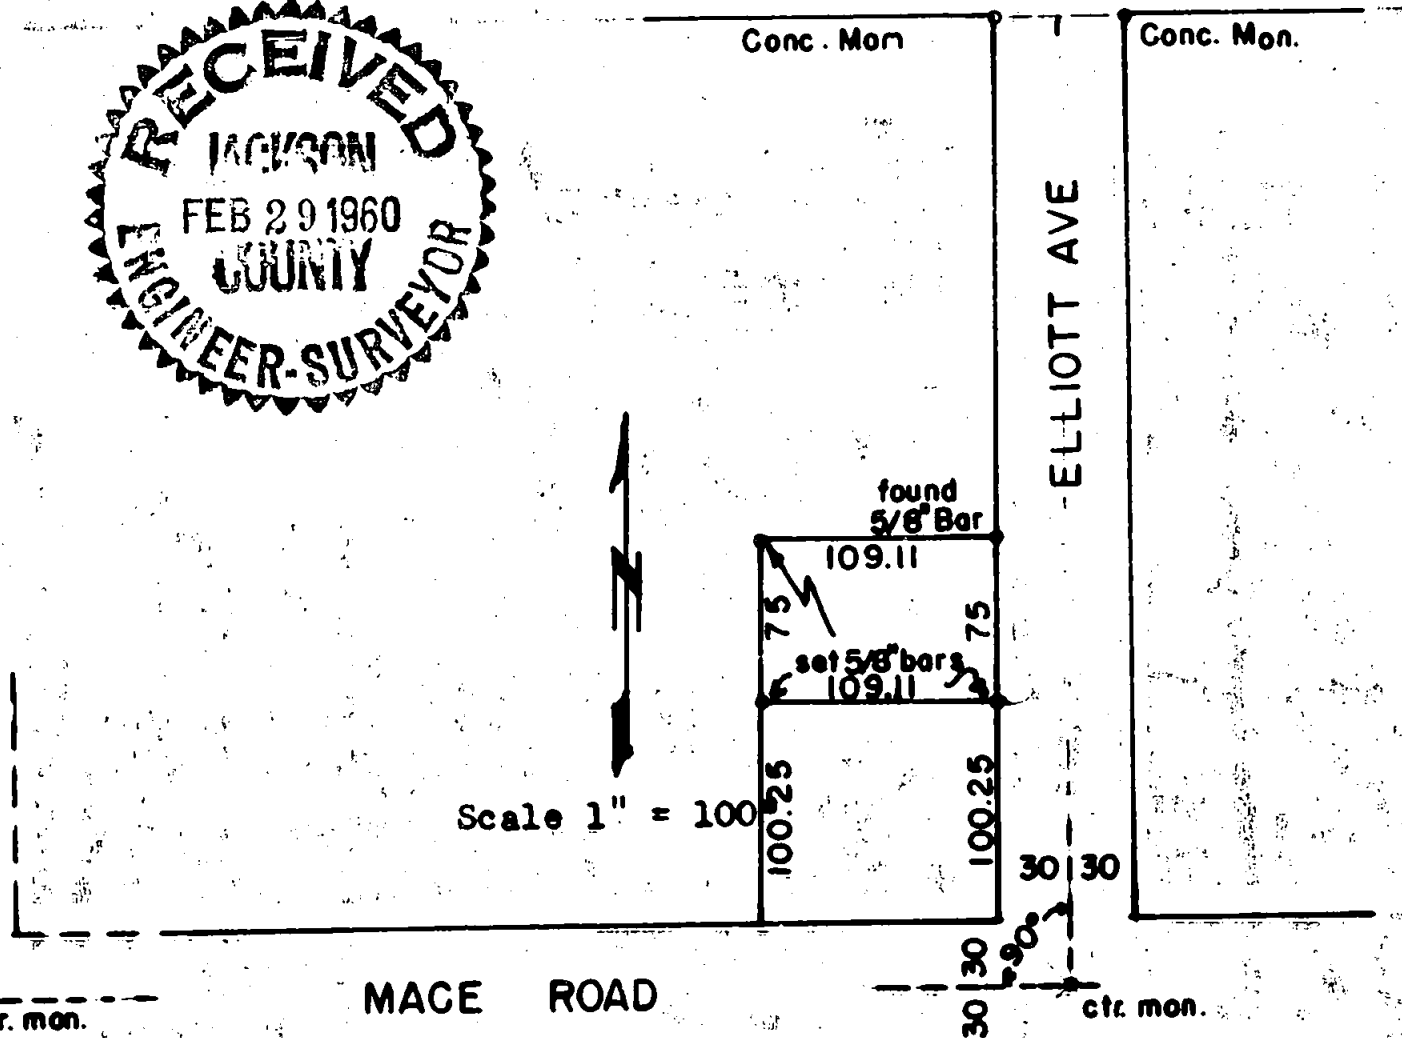 RECEIVED
JACKSON
FEB 29 1960
COUNTY
ENGINEER-SURVEYOR
Conc. Mon
Conc. Mon.
ELLIOTT AVE
found
5/8" Bar
109.11
75
75
N
set 5/8" bars
109.11
Scale 1" = 100'
100.25
100.25
30 30
90°
30
30
MACE ROAD
r. mon.
ctr. mon.